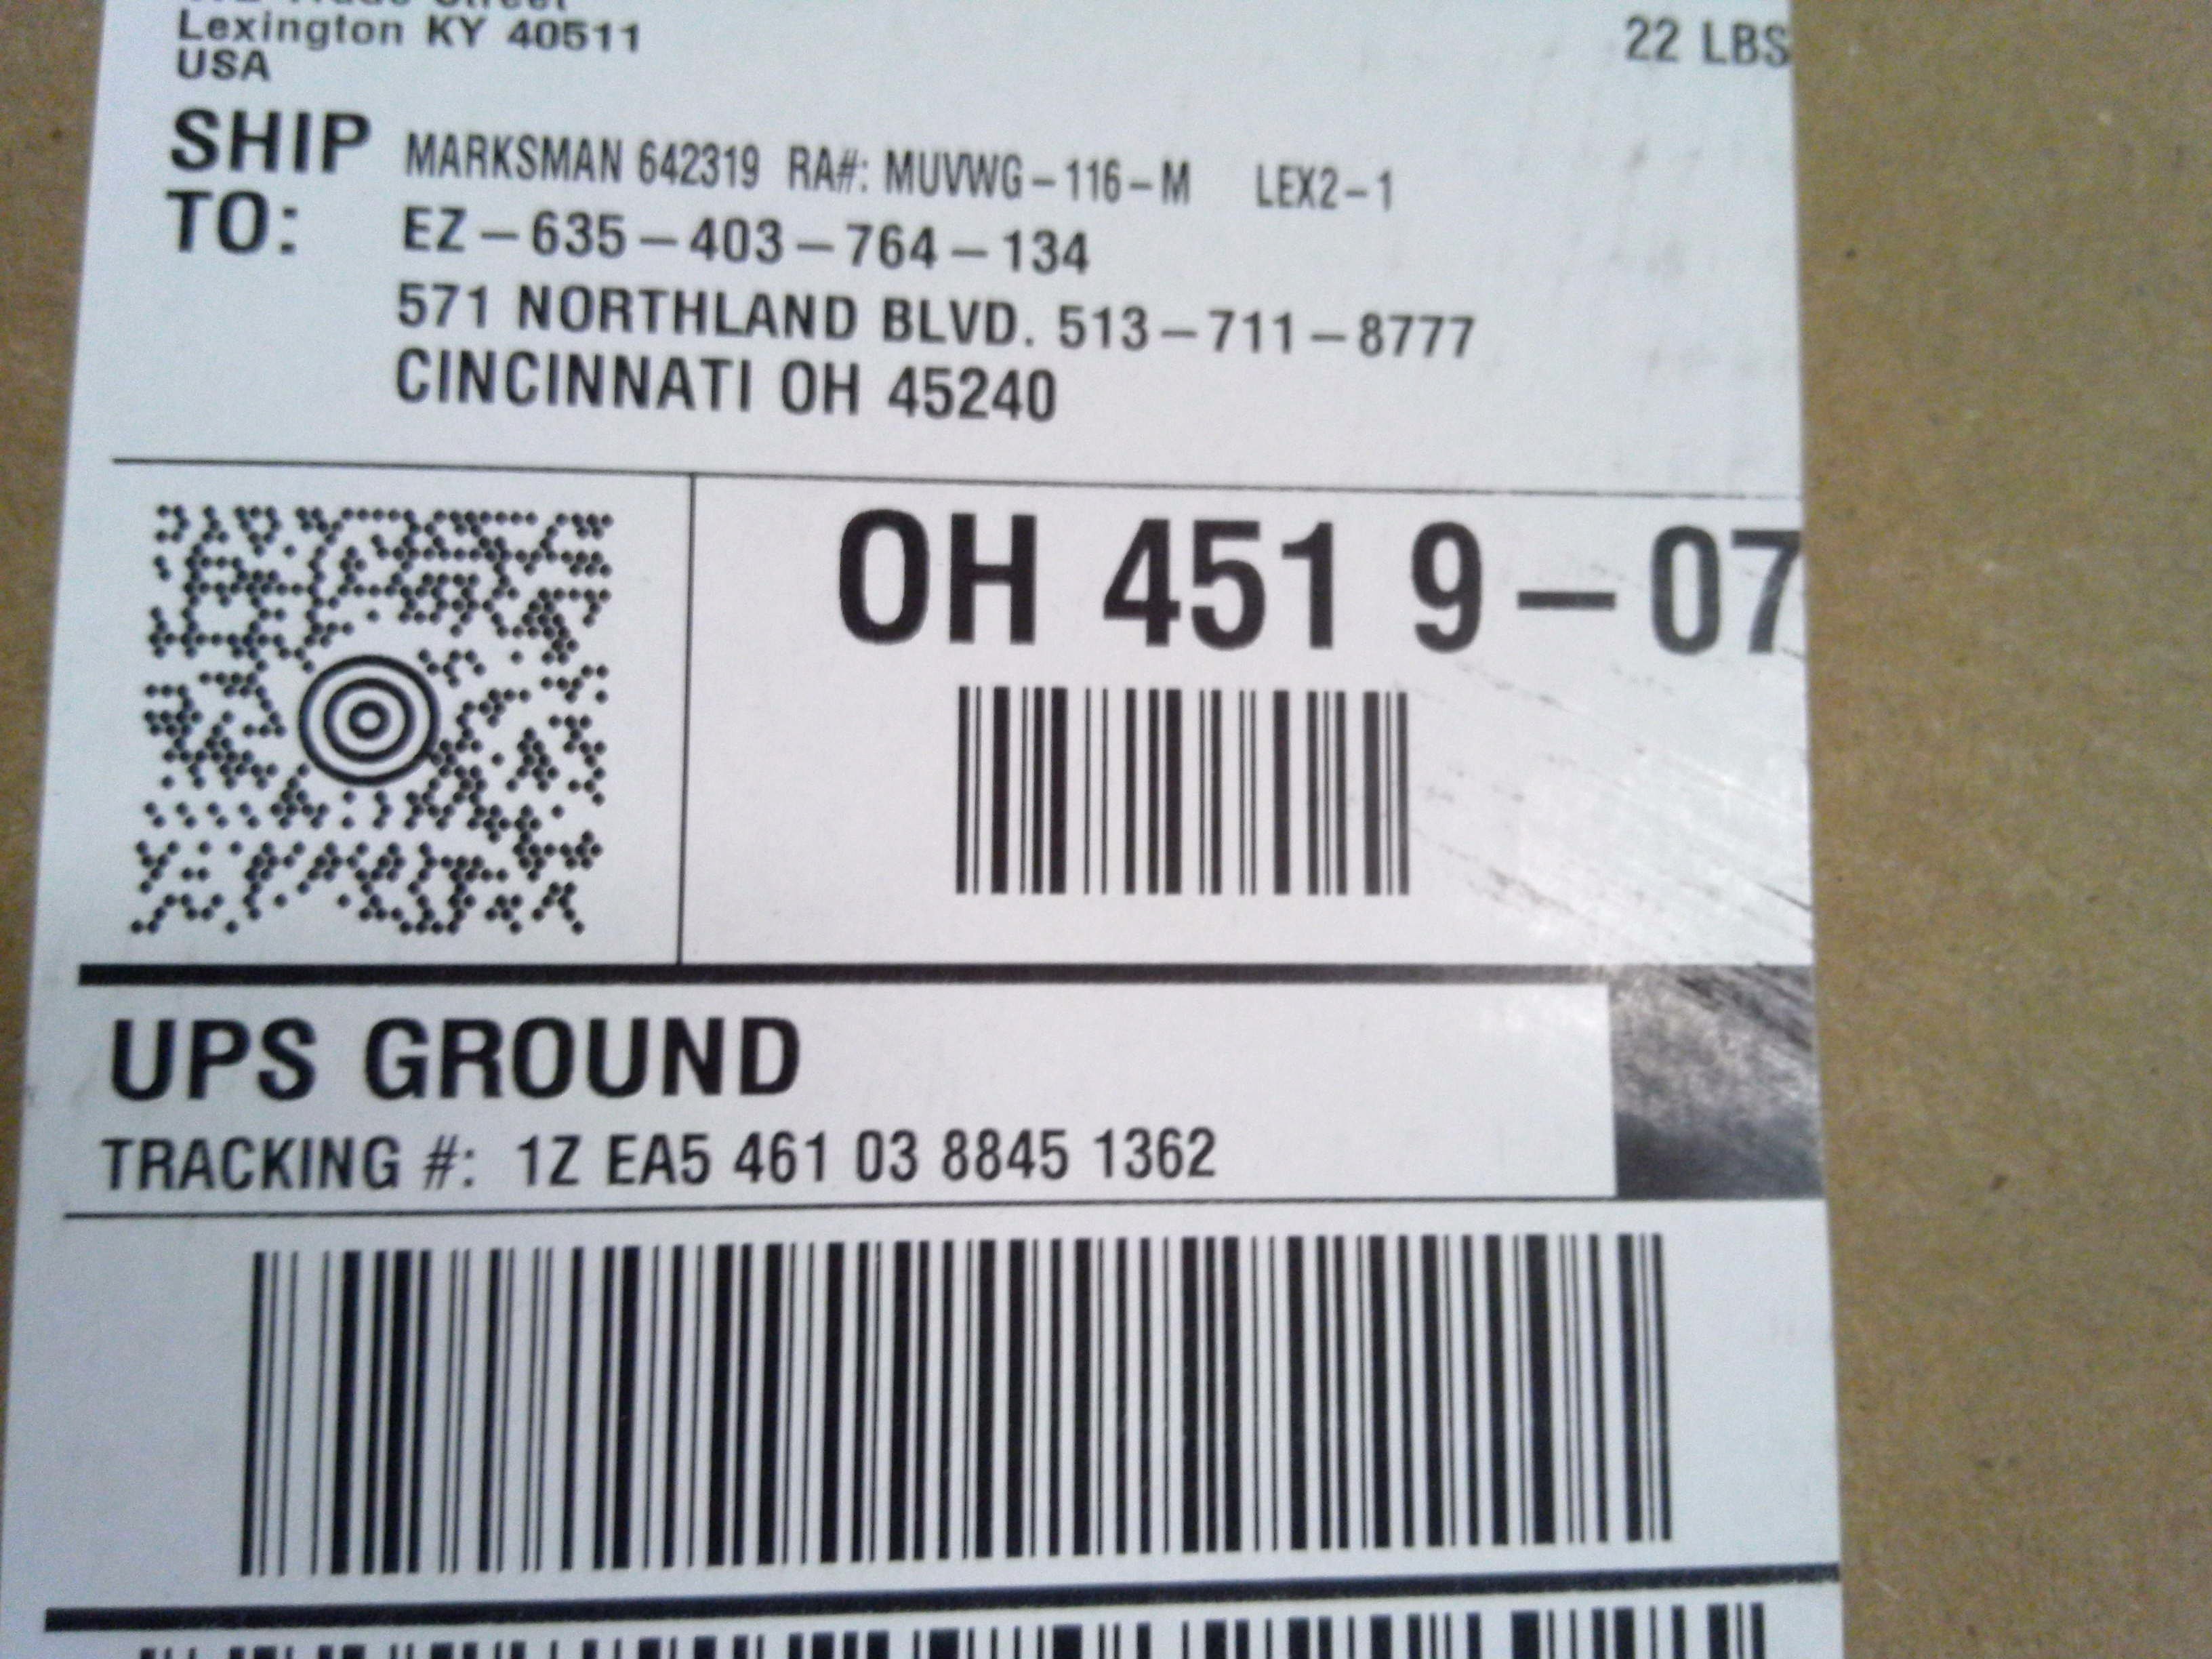 Street
Lexington KY 40511
USA
22 LBS
SHIP TO:
MARKSMAN 642319 RA#: MUVWG-116-M LEX2-1
EZ-635-403-764-134
571 NORTHLAND BLVD. 513-711-8777
CINCINNATI OH 45240
OH 451 9-07
UPS GROUND
TRACKING #: 1Z EA5 461 03 8845 1362